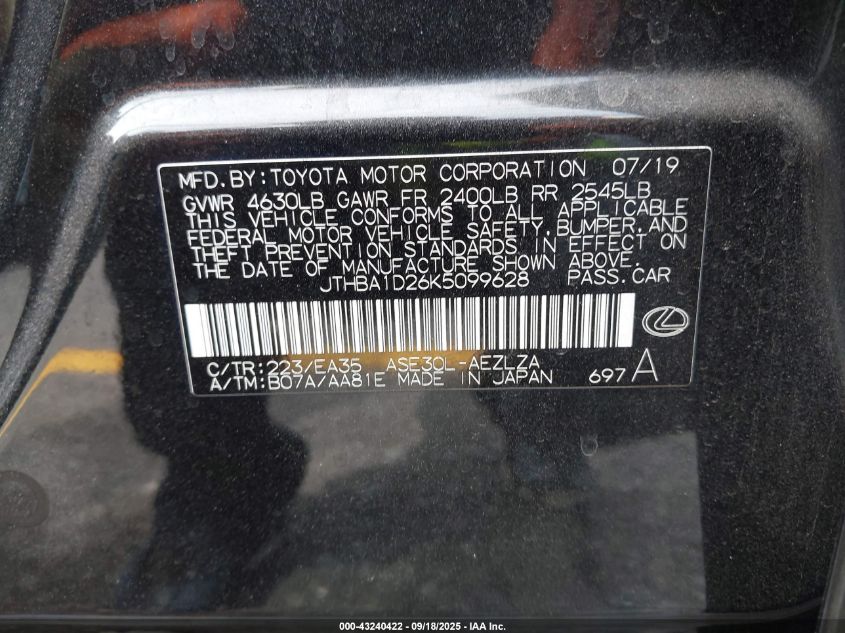 MFD.BY:TOYOTA MOTOR CORPORATION 07/19
GVWR 4630LB GAWR FR 2400LB RR 2545LB
THIS VEHICLE CONFORMS TO ALL APPLICABLE
FEDERAL MOTOR VEHICLE SAFETY,BUMPER,AND
THEFT PREVENTION STANDARDS IN EFFECT ON
THE DATE OF MANUFACTURE SHOWN ABOVE.
JTHBA1D26K5099628 PASS.CAR
C/TR:223/EA35 ASE30L-AEZLZA
A/TM:B07A/AA81E MADE IN JAPAN 697A
000-43240422 - 09/18/2025 - IAA Inc.